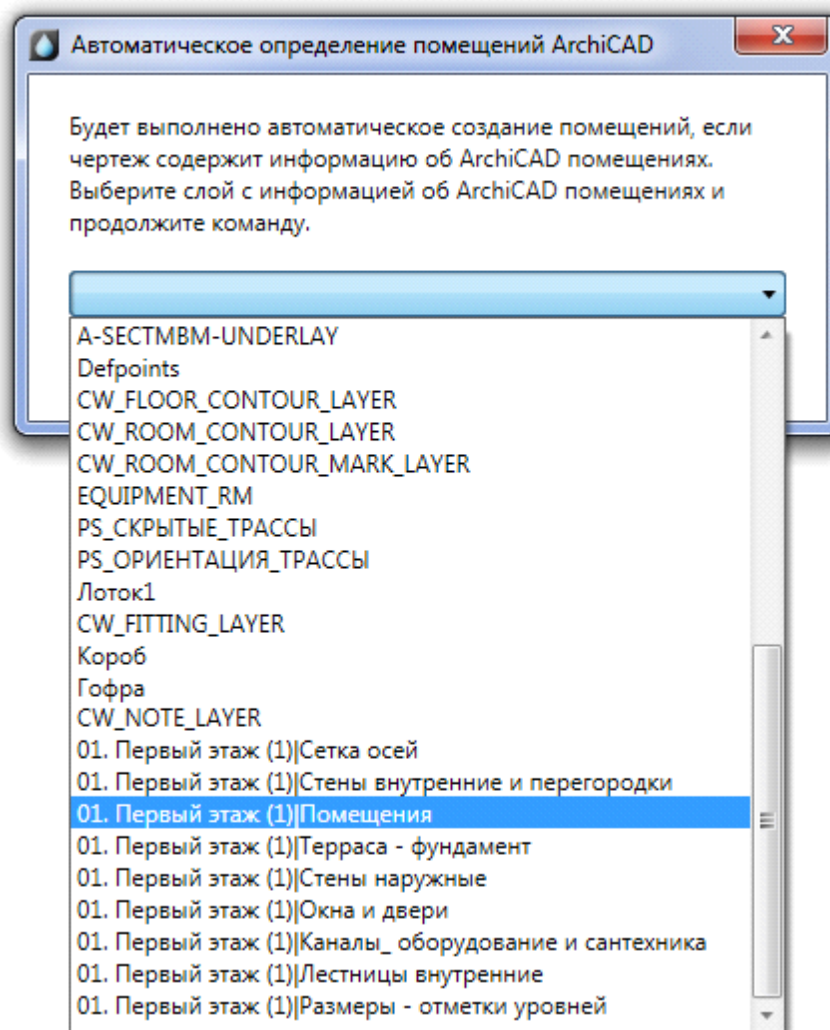 Автоматическое определение помещений ArchiCAD
Будет выполнено автоматическое создание помещений, если
чертеж содержит информацию об ArchiCAD помещениях.
Выберите слой с информацией об ArchiCAD помещениях и
продолжите команду.
A-SECTMBM-UNDERLAY
Defpoints
CW_FLOOR_CONTOUR_LAYER
CW_ROOM_CONTOUR_LAYER
CW_ROOM_CONTOUR_MARK_LAYER
EQUIPMENT_RM
PS_СКРЫТЫЕ_ТРАССЫ
PS_ОРИЕНТАЦИЯ_ТРАССЫ
Лоток1
CW_FITTING_LAYER
Короб
Гофра
CW_NOTE_LAYER
01. Первый этаж (1)|Сетка осей
01. Первый этаж (1)|Стены внутренние и перегородки
01. Первый этаж (1)|Помещения
01. Первый этаж (1)|Терраса - фундамент
01. Первый этаж (1)|Стены наружные
01. Первый этаж (1)|Окна и двери
01. Первый этаж (1)|Каналы_ оборудование и сантехника
01. Первый этаж (1)|Лестницы внутренние
01. Первый этаж (1)|Размеры - отметки уровней